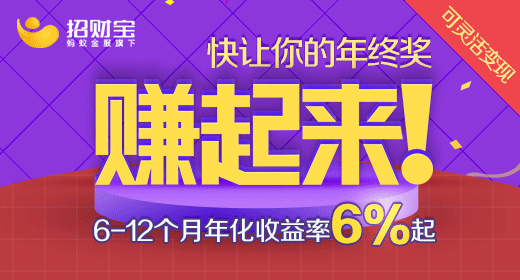 招财宝
蚂蚁金服旗下
可灵活变现
快让你的年终奖
赚起来!
6-12个月年化收益率6%起